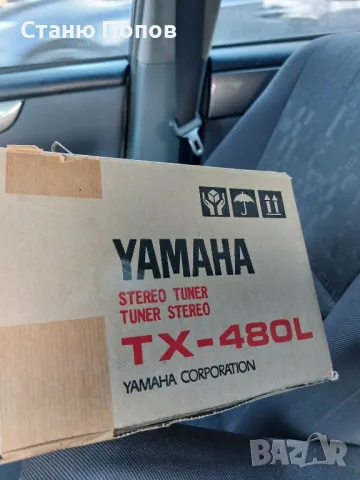 Станю Попов
YAMAHA
STEREO TUNER
TUNER STEREO
TX-480L
YAMAHA CORPORATION
BAZAR